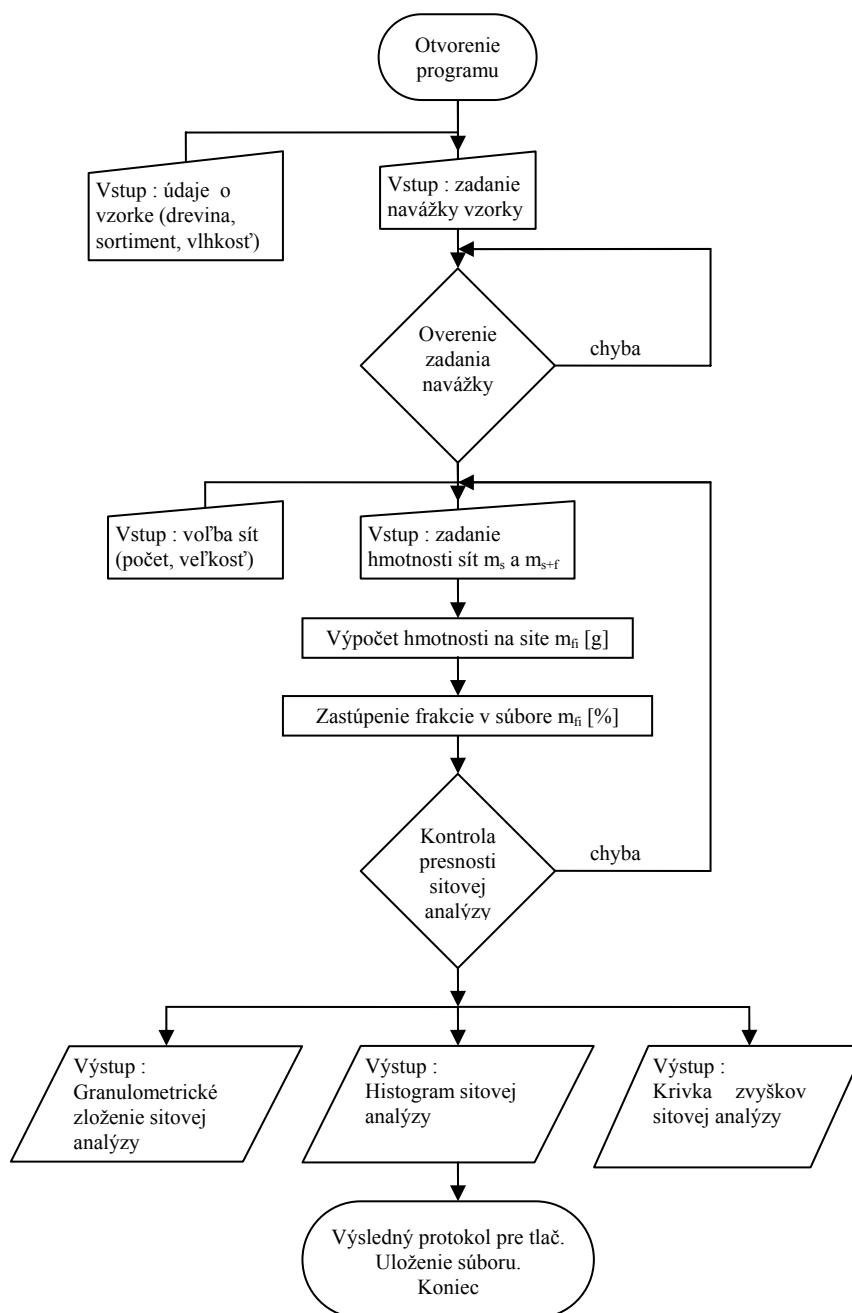 Otvorenie
programu
Vstup : údaje o
vzorke (drevina,
sortiment, vlhkosť)
Vstup : zadanie
navážky vzorky
Overenie
zadania
navážky
chyba
Vstup : voľba sít
(počet, veľkosť)
Vstup : zadanie
hmotnosti sít mₛ a mₛ₊f
Výpočet hmotnosti na site m_fi [g]
Zastúpenie frakcie v súbore m_fi [%]
Kontrola
presnosti
sitovej
analýzy
chyba
Výstup :
Granulometrické
zloženie sitovej
analýzy
Výstup :
Histogram sitovej
analýzy
Výstup :
Krivka zvyškov
sitovej analýzy
Výsledný protokol pre tlač.
Uloženie súboru.
Koniec